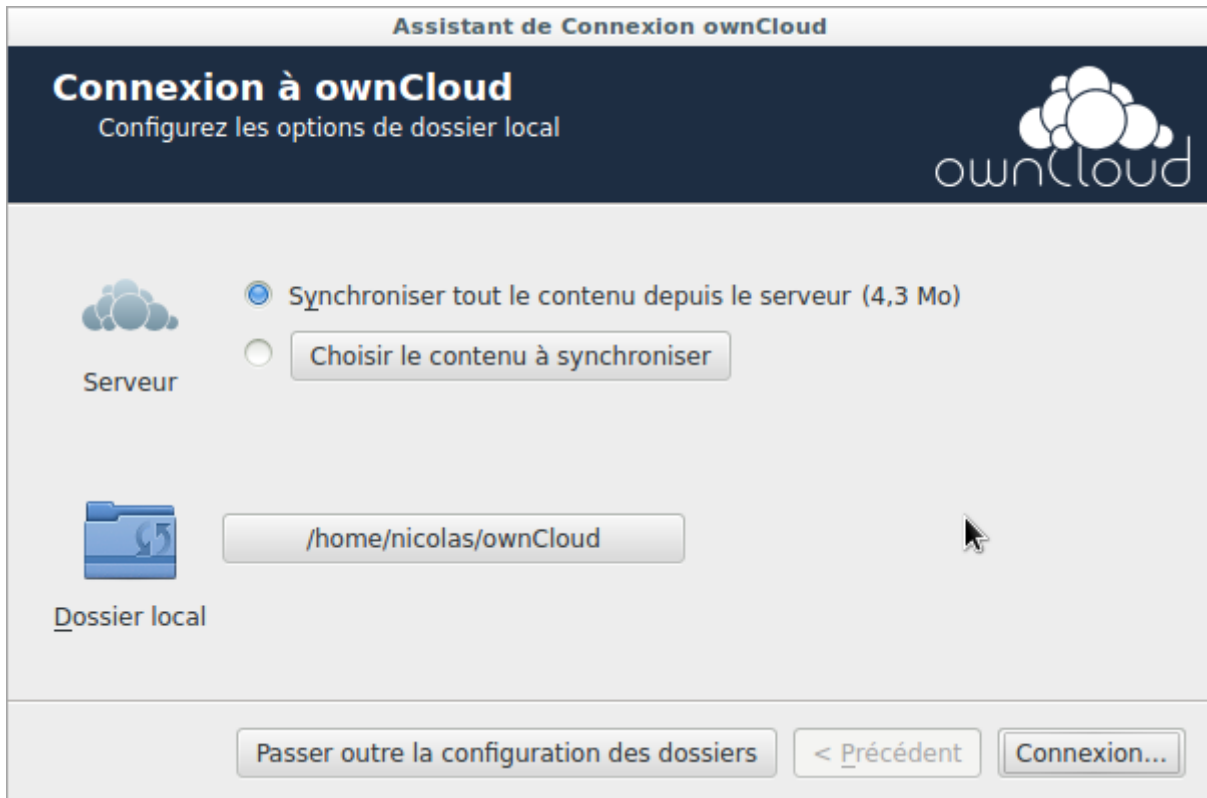 Assistant de Connexion ownCloud
Connexion à ownCloud
Configurez les options de dossier local
ownCloud
Synchroniser tout le contenu depuis le serveur (4,3 Mo)
Choisir le contenu à synchroniser
Serveur
/home/nicolas/ownCloud
Dossier local
Passer outre la configuration des dossiers
< Précédent
Connexion...